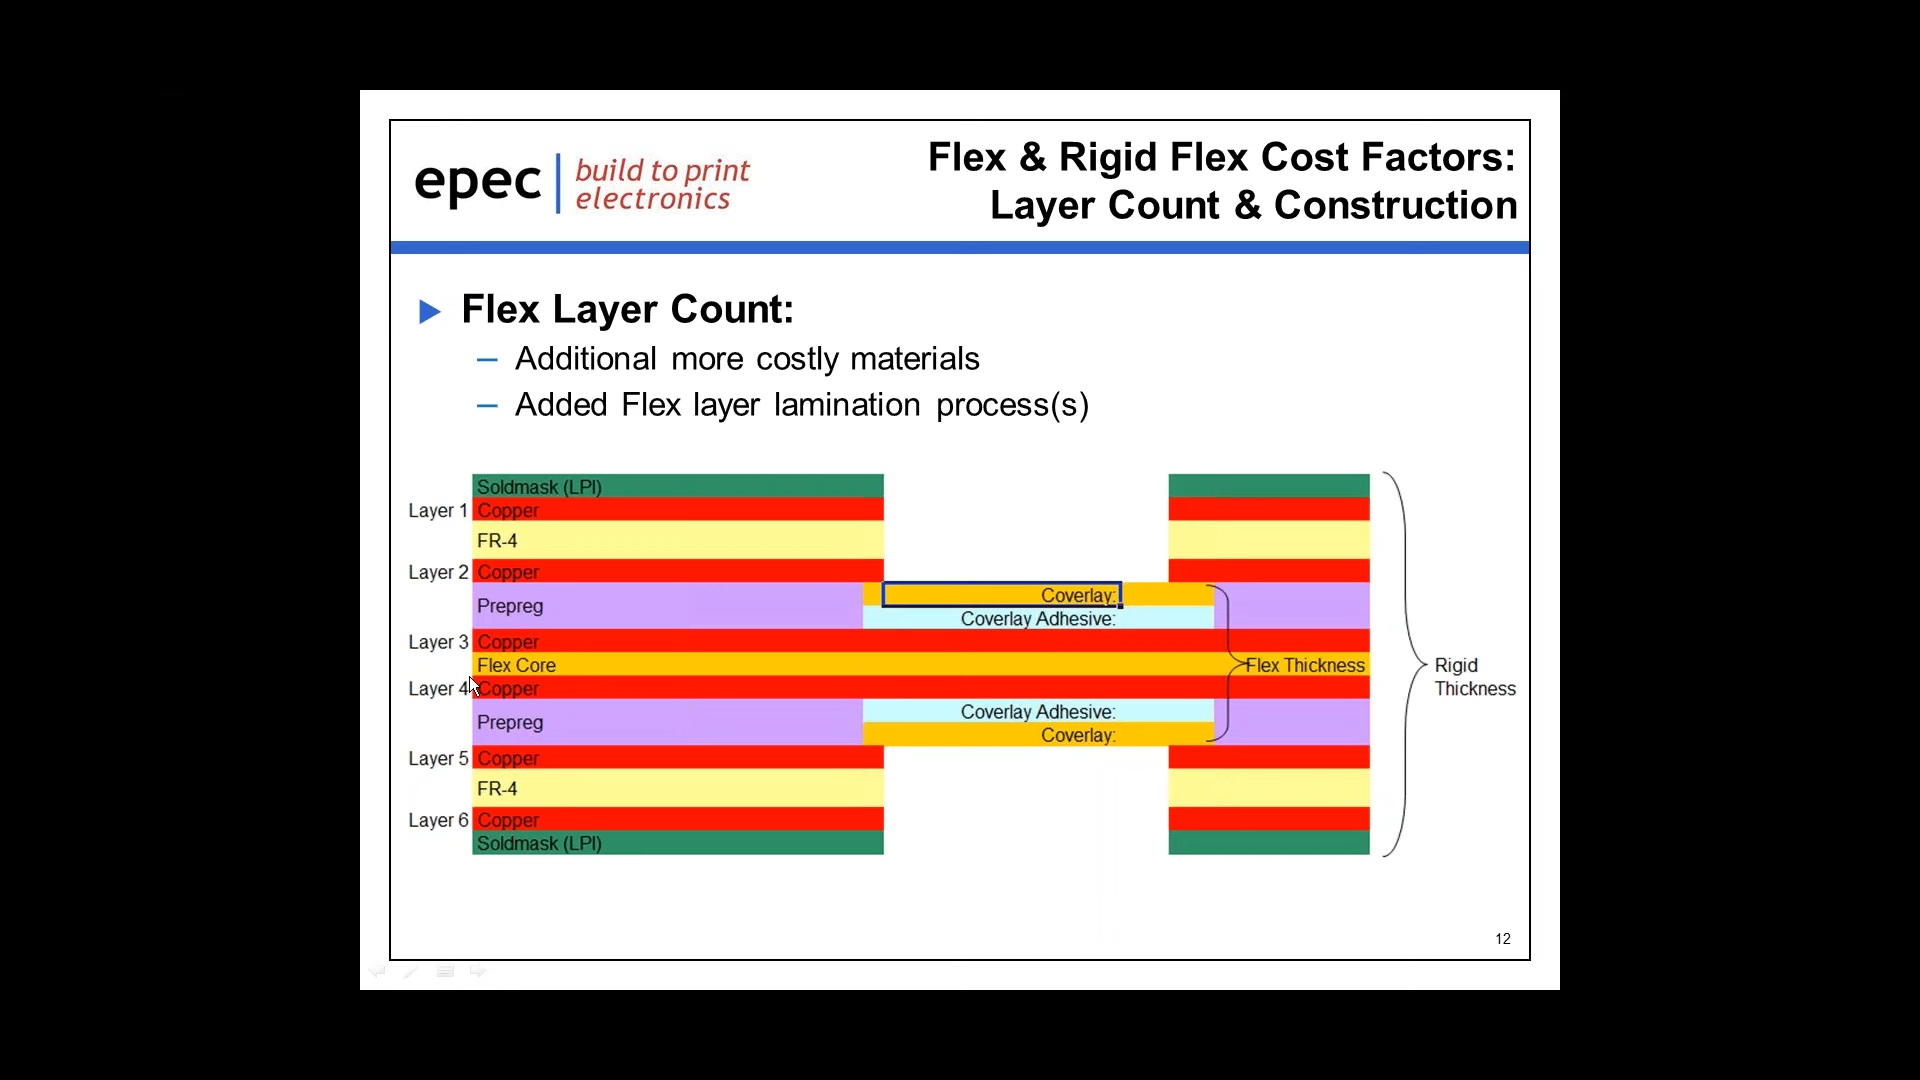 epec
build to print
electronics
Flex & Rigid Flex Cost Factors:
Layer Count & Construction
Flex Layer Count:
– Additional more costly materials
– Added Flex layer lamination process(s)
Soldmask (LPI)
Layer 1 Copper
FR-4
Layer 2 Copper
Coverlay:
Prepreg
Coverlay Adhesive:
Layer 3 Copper
Flex Core Flex Thickness Rigid
Layer 4 Copper Thickness
Coverlay Adhesive:
Prepreg
Coverlay:
Layer 5 Copper
FR-4
Layer 6 Copper
Soldmask (LPI)
12